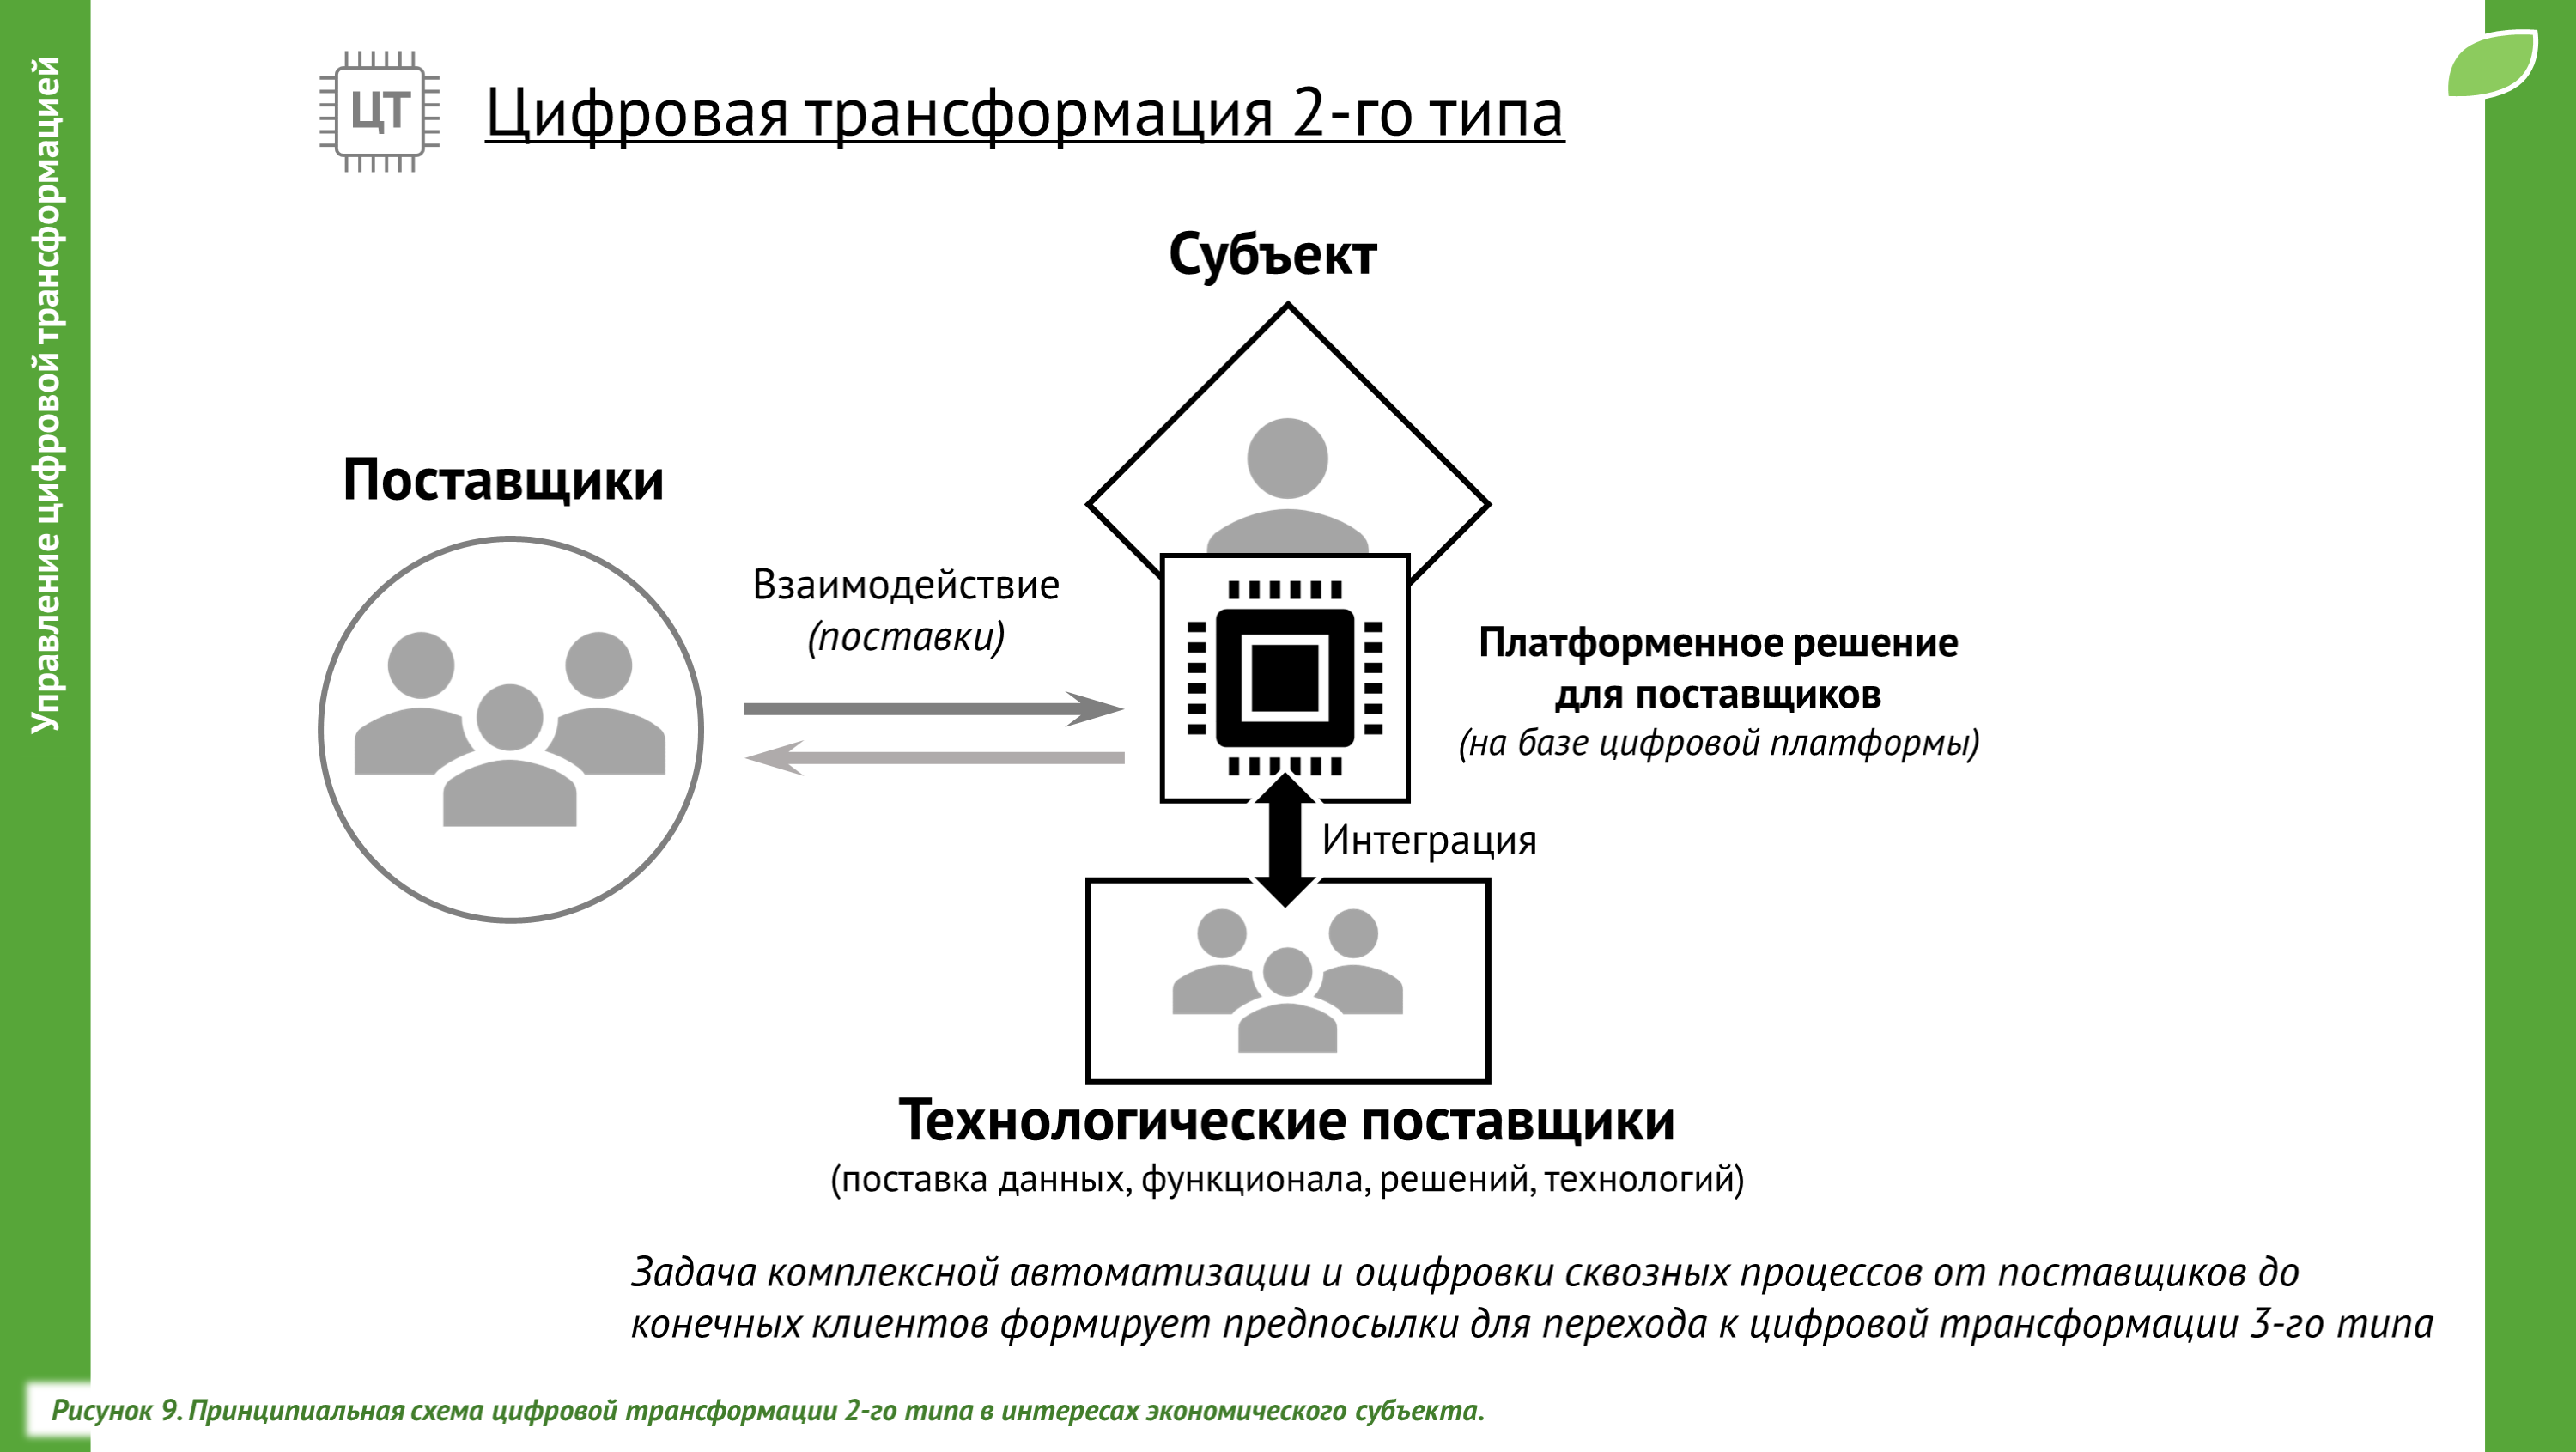 Управление цифровой трансформацией
ЦТ
Цифровая трансформация 2-го типа
Субъект
Поставщики
Взаимодействие
(поставки)
Платформенное решение
для поставщиков
(на базе цифровой платформы)
Интеграция
Технологические поставщики
(поставка данных, функционала, решений, технологий)
Задача комплексной автоматизации и оцифровки сквозных процессов от поставщиков до
конечных клиентов формирует предпосылки для перехода к цифровой трансформации 3-го типа
Рисунок 9. Принципиальная схема цифровой трансформации 2-го типа в интересах экономического субъекта.